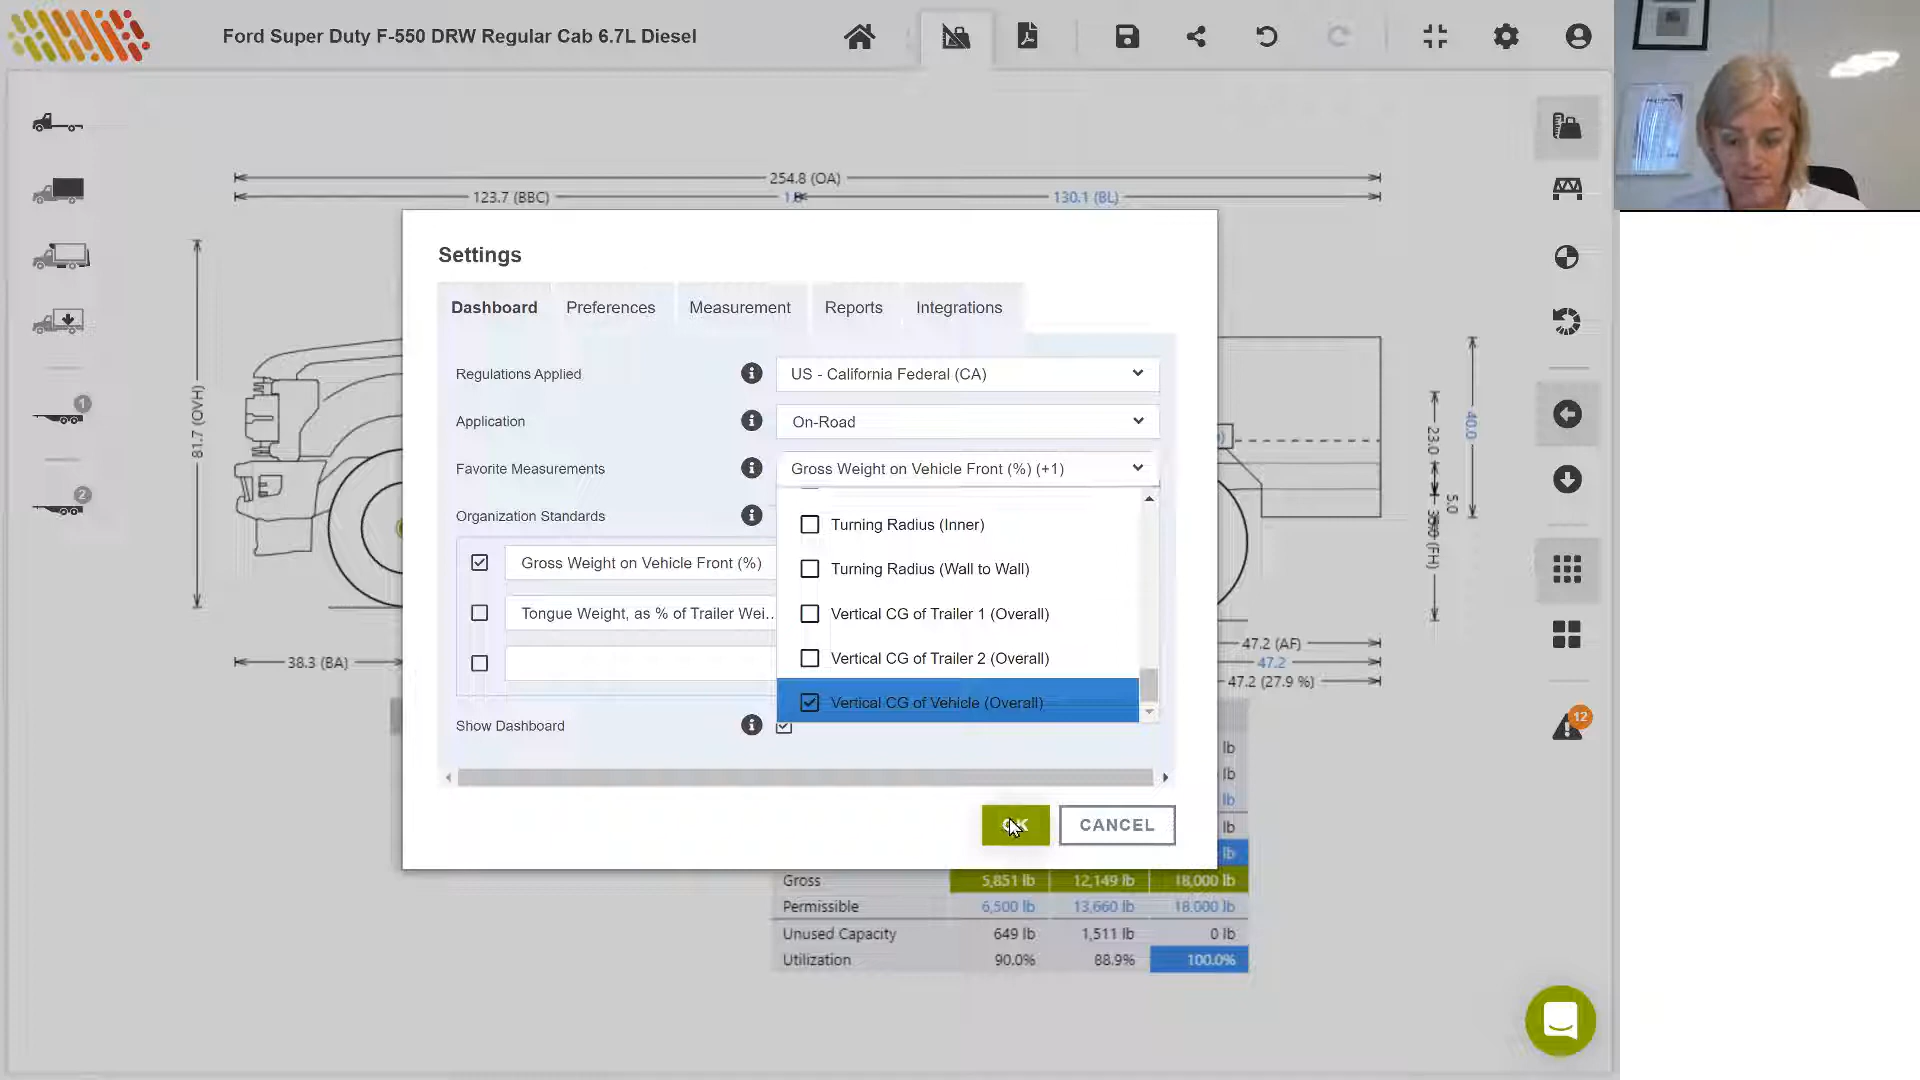 Ford Super Duty F-550 DRW Regular Cab 6.7L Diesel
254.8 (OA)
123.7 (BBC)
130.1 (BL)
81.7 (OVH)
Settings
Dashboard
Preferences
Measurement
Reports
Integrations
Regulations Applied
US - California Federal (CA)
Application
On-Road
Favorite Measurements
Gross Weight on Vehicle Front (%) (+1)
Organization Standards
Turning Radius (Inner)
Gross Weight on Vehicle Front (%)
Turning Radius (Wall to Wall)
Tongue Weight, as % of Trailer Wei...
Vertical CG of Trailer 1 (Overall)
Vertical CG of Trailer 2 (Overall)
Vertical CG of Vehicle (Overall)
Show Dashboard
OK
CANCEL
1
2
23.0
40.0
5.0
(FH)
38.3 (BA)
47.2 (AF)
47.2
47.2 (27.9 %)
12
lb
lb
lb
lb
lb
Gross 5,851 lb 12,149 lb 18,000 lb
Permissible 6,500 lb 13,660 lb 18,000 lb
Unused Capacity 649 lb 1,511 lb 0 lb
Utilization 90.0% 88.9% 100.0%